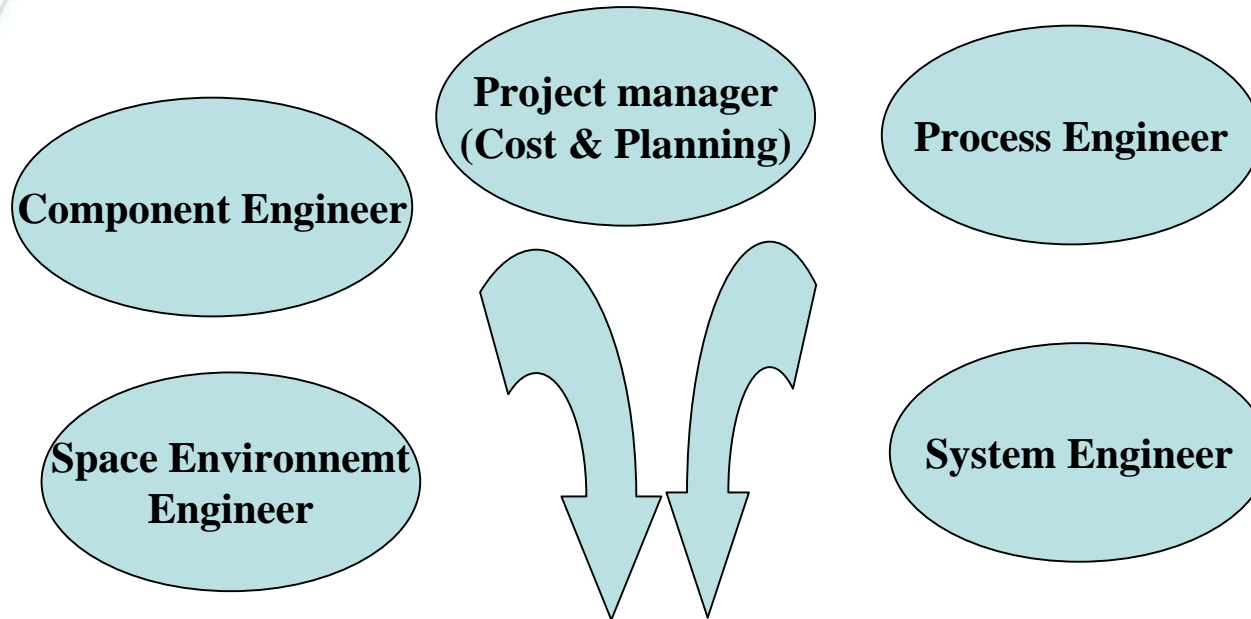 Project manager
(Cost & Planning)
Process Engineer
Component Engineer
Space Environnemt
Engineer
System Engineer